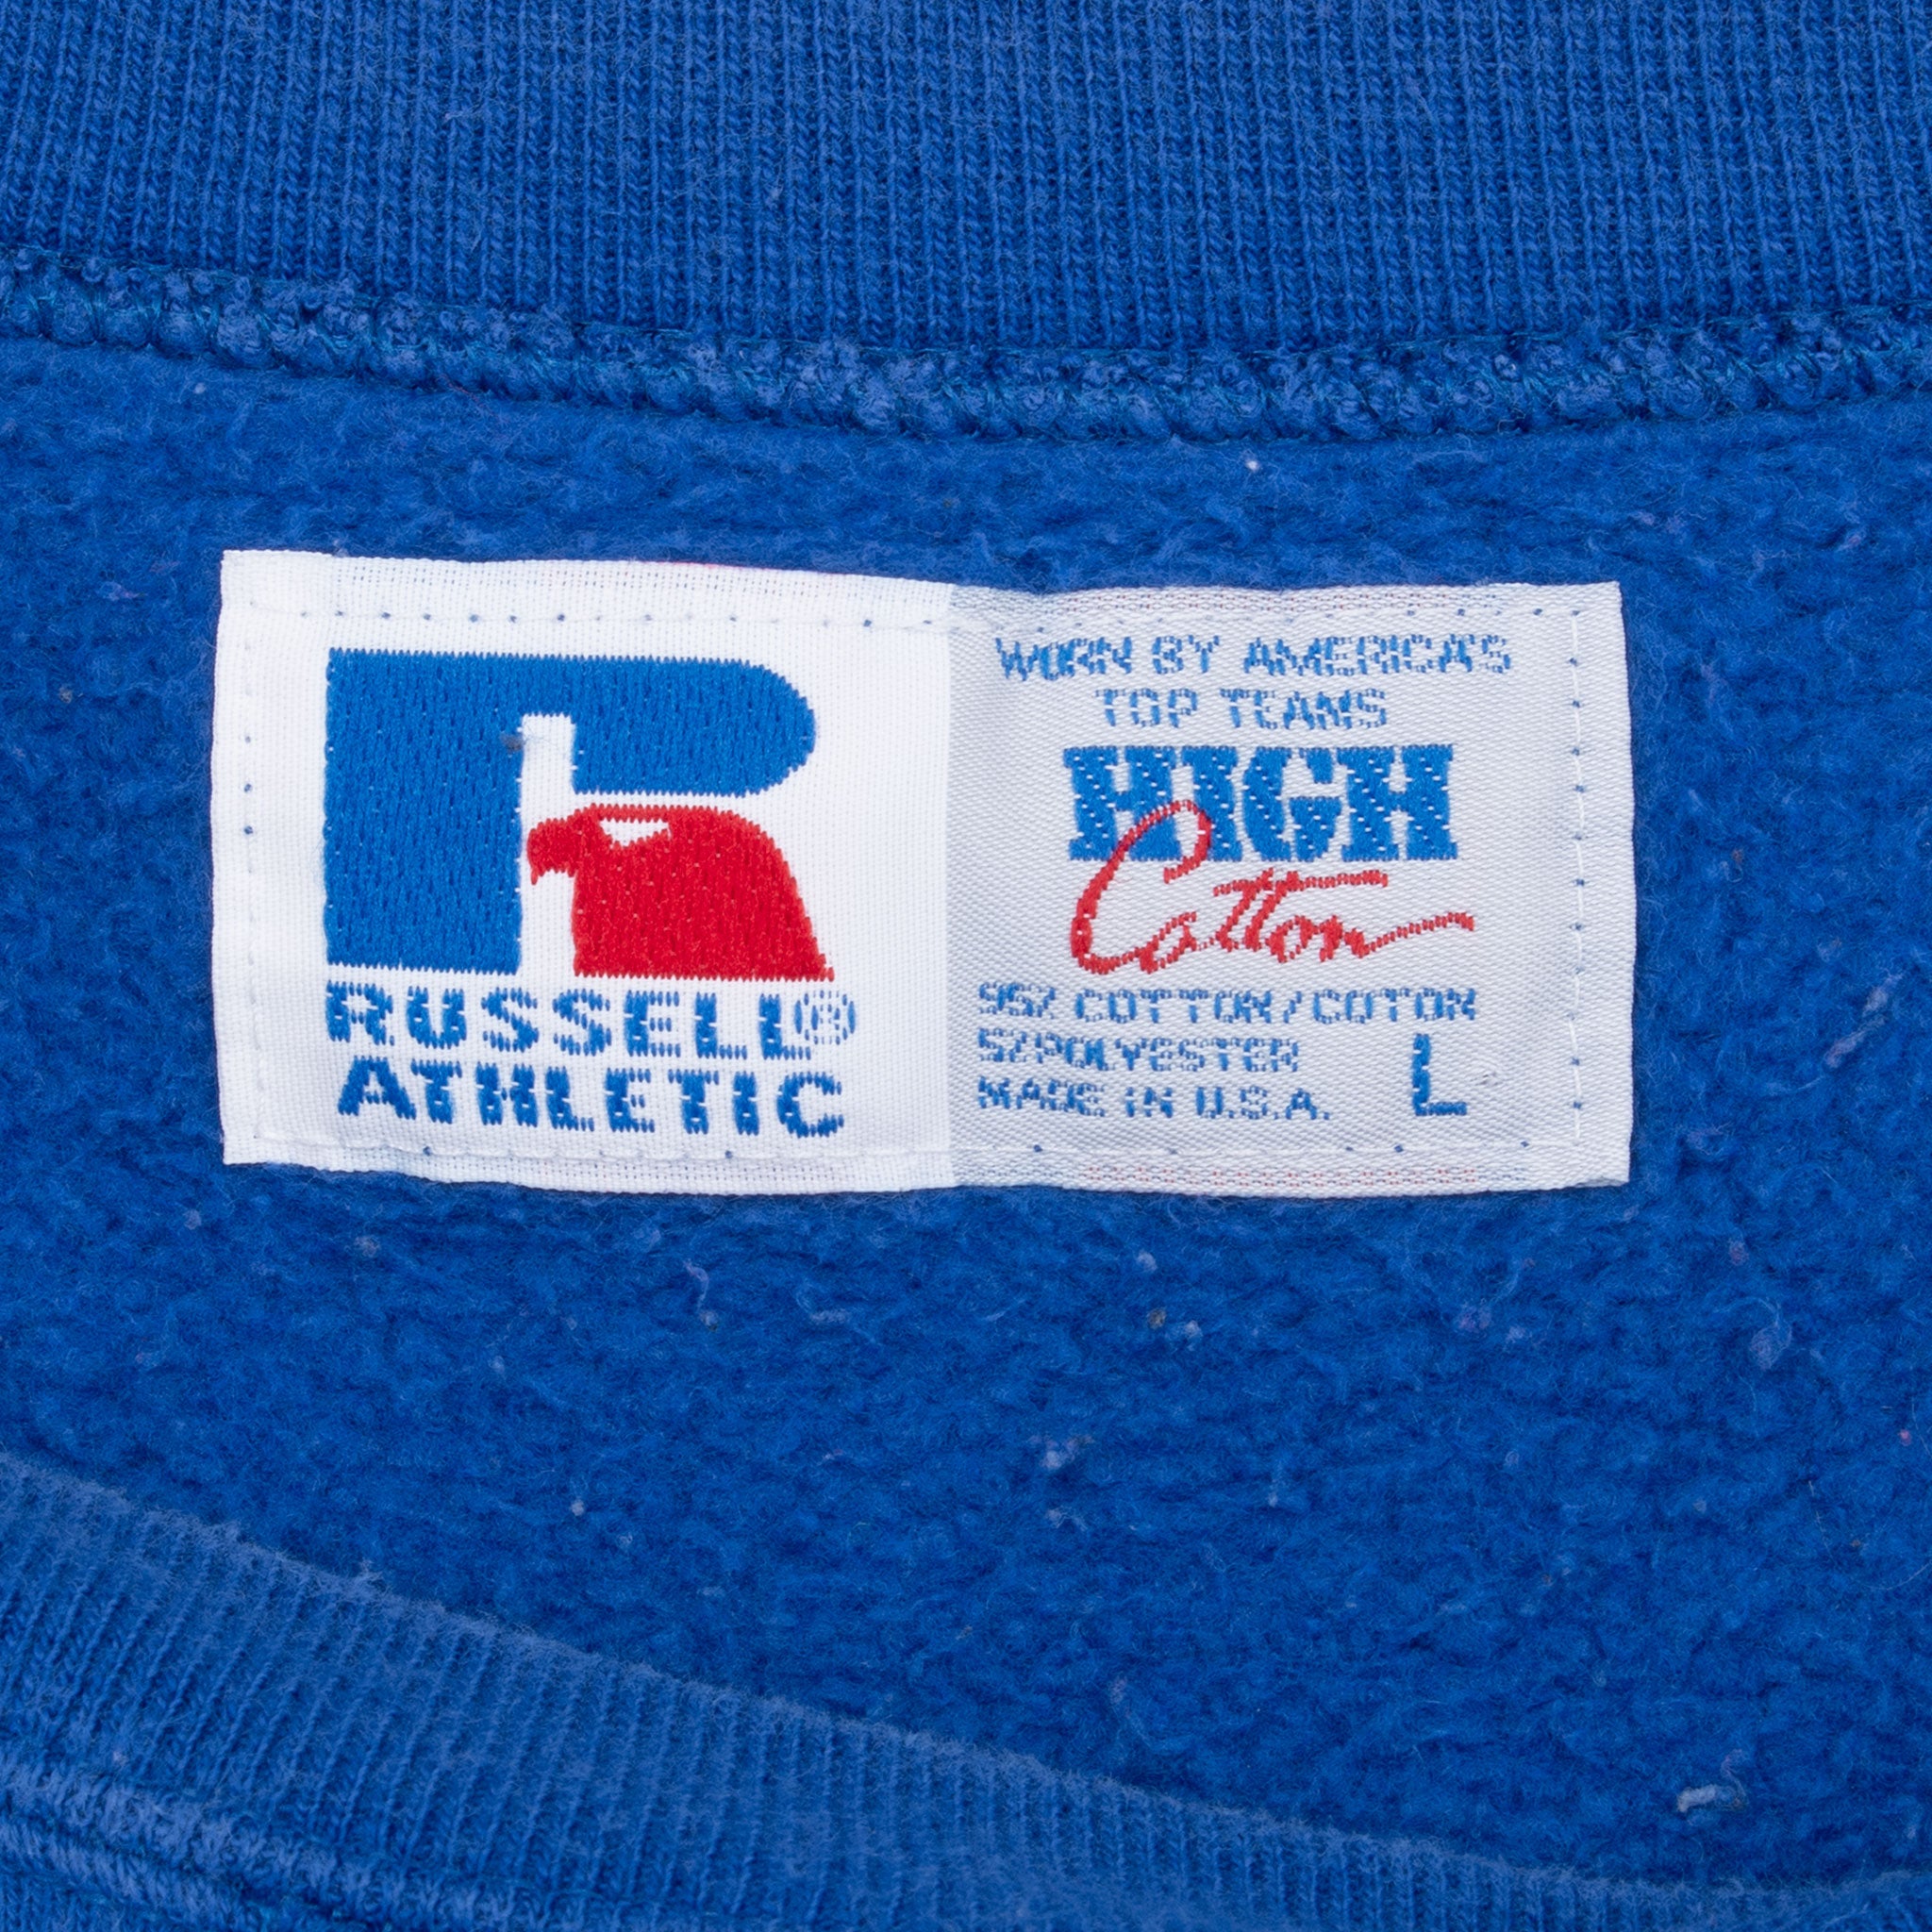 RUSSELL®
ATHLETIC
WORN BY AMERICA'S
TOP TEAMS
HIGH
Cotton
95% COTTON/COTON
5% POLYESTER
MADE IN U.S.A.
L